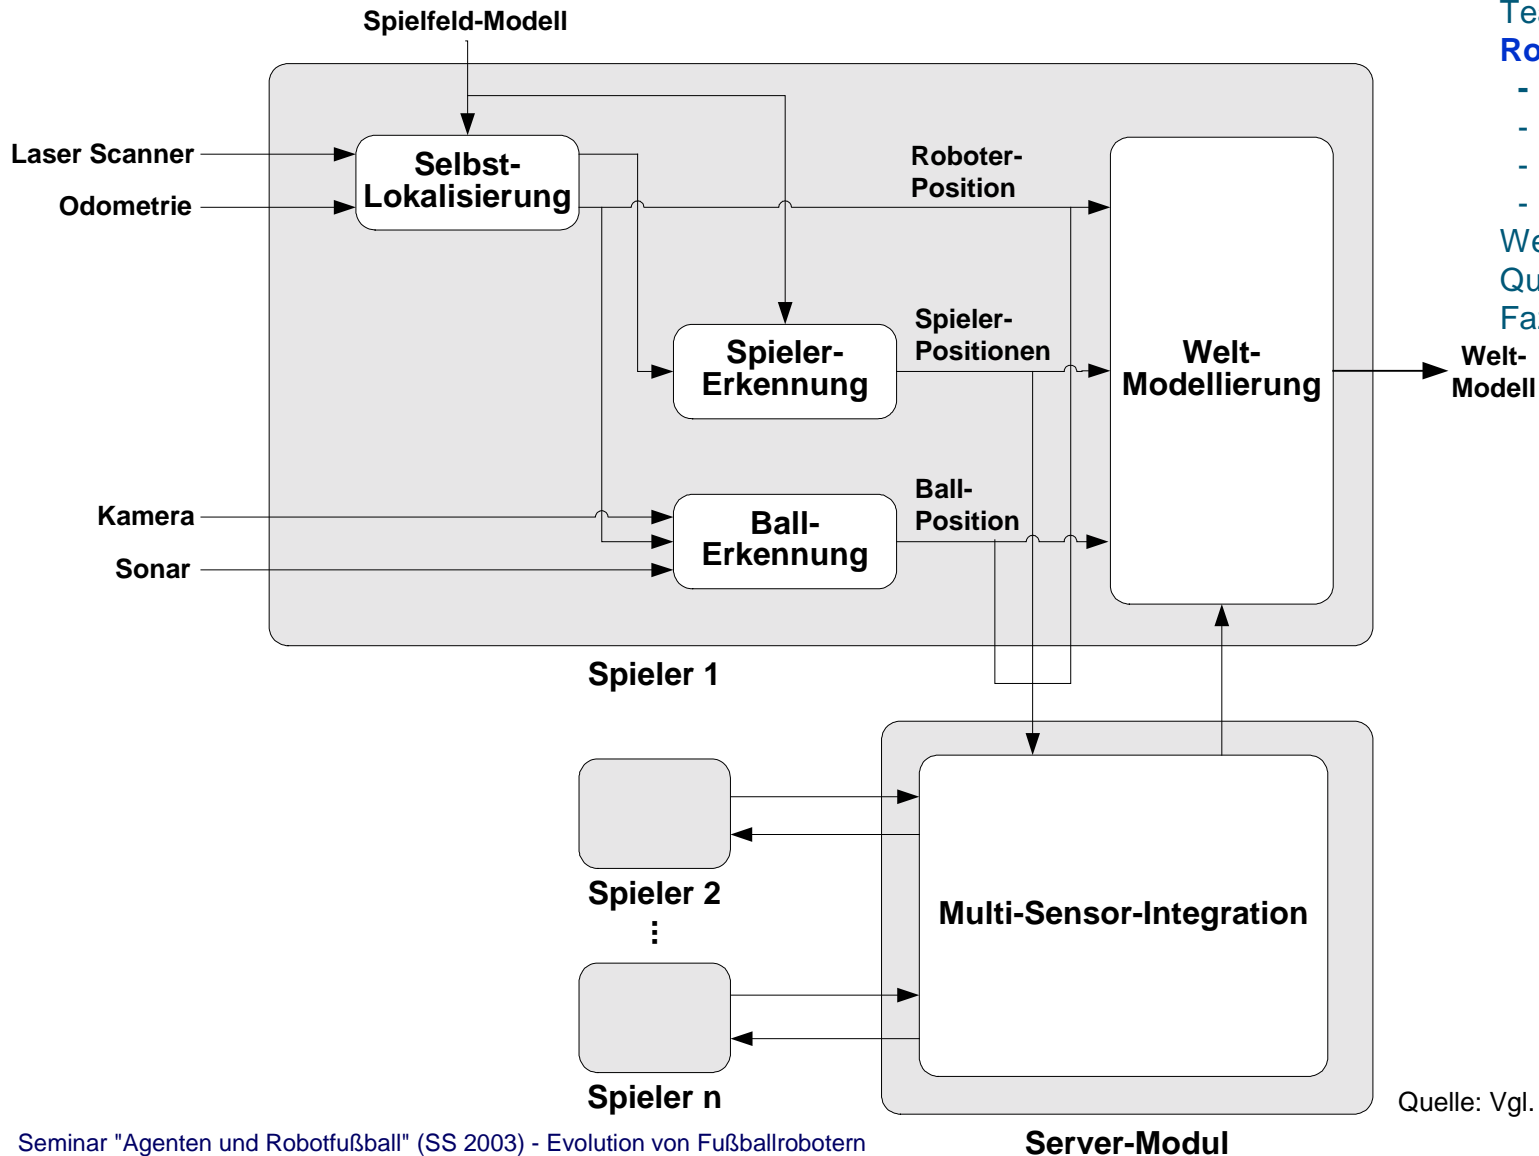 Spielfeld-Modell
Laser Scanner
Odometrie
Selbst-
Lokalisierung
Roboter-
Position
Spieler-
Erkennung
Spieler-
Positionen
Welt-
Modellierung
Welt-
Modell
Kamera
Sonar
Ball-
Erkennung
Ball-
Position
Spieler 1
Spieler 2
...
Spieler n
Multi-Sensor-Integration
Server-Modul
Quelle: Vgl.
Seminar "Agenten und Robotfußball" (SS 2003) - Evolution von Fußballrobotern